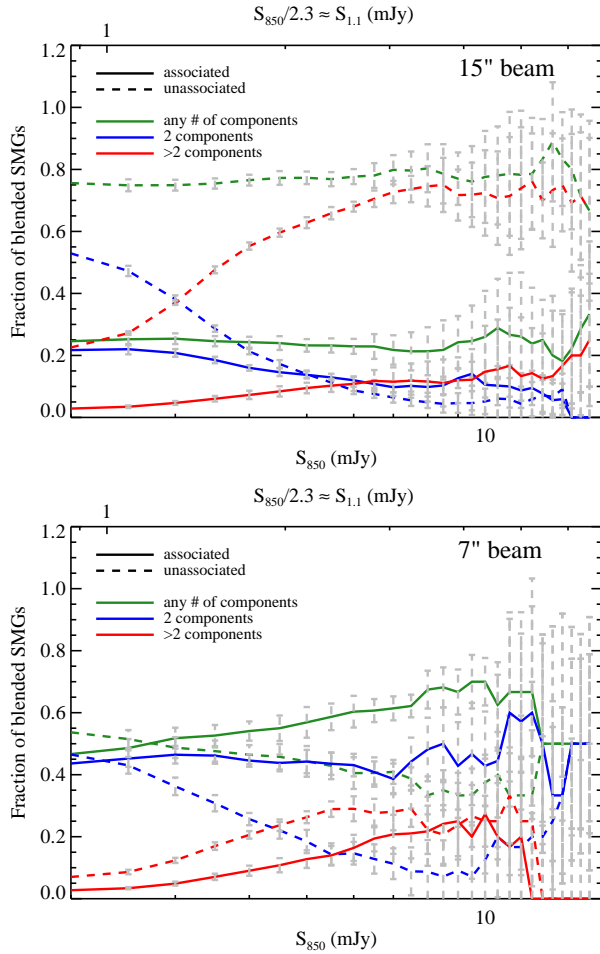 S850/2.3 ≈ S1.1 (mJy)
1
1.2
1.0
0.8
0.6
0.4
0.2
0.0
Fraction of blended SMGs
associated
unassociated
any # of components
2 components
>2 components
15" beam
10
S850 (mJy)
S850/2.3 ≈ S1.1 (mJy)
1
1.2
1.0
0.8
0.6
0.4
0.2
0.0
Fraction of blended SMGs
associated
unassociated
any # of components
2 components
>2 components
7" beam
10
S850 (mJy)